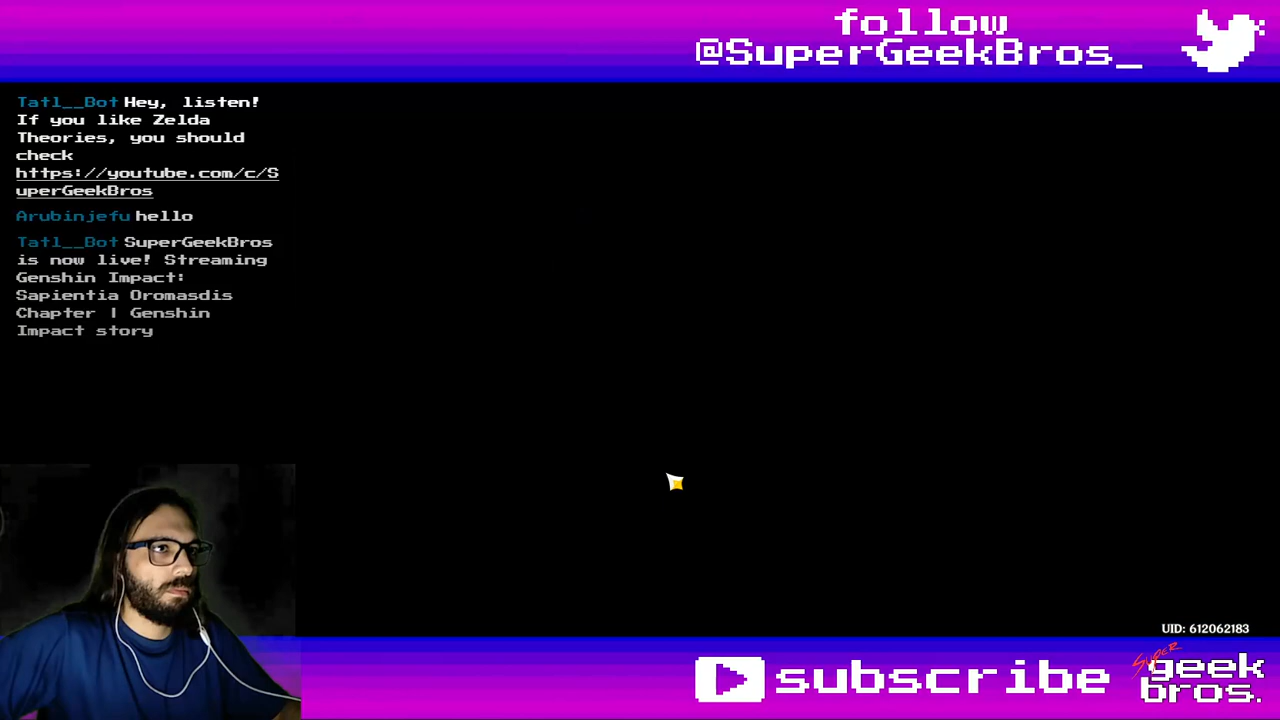 follow
@SuperGeekBros_
Tatl__Bot Hey, listen!
If you like Zelda
Theories, you should
check
https://youtube.com/c/S
uperGeekBros
Arubinjefu hello
Tatl__Bot SuperGeekBros
is now live! Streaming
Genshin Impact:
Sapientia Oromasdis
Chapter | Genshin
Impact story
UID: 612062183
subscribe
SUPER
geek
bros.